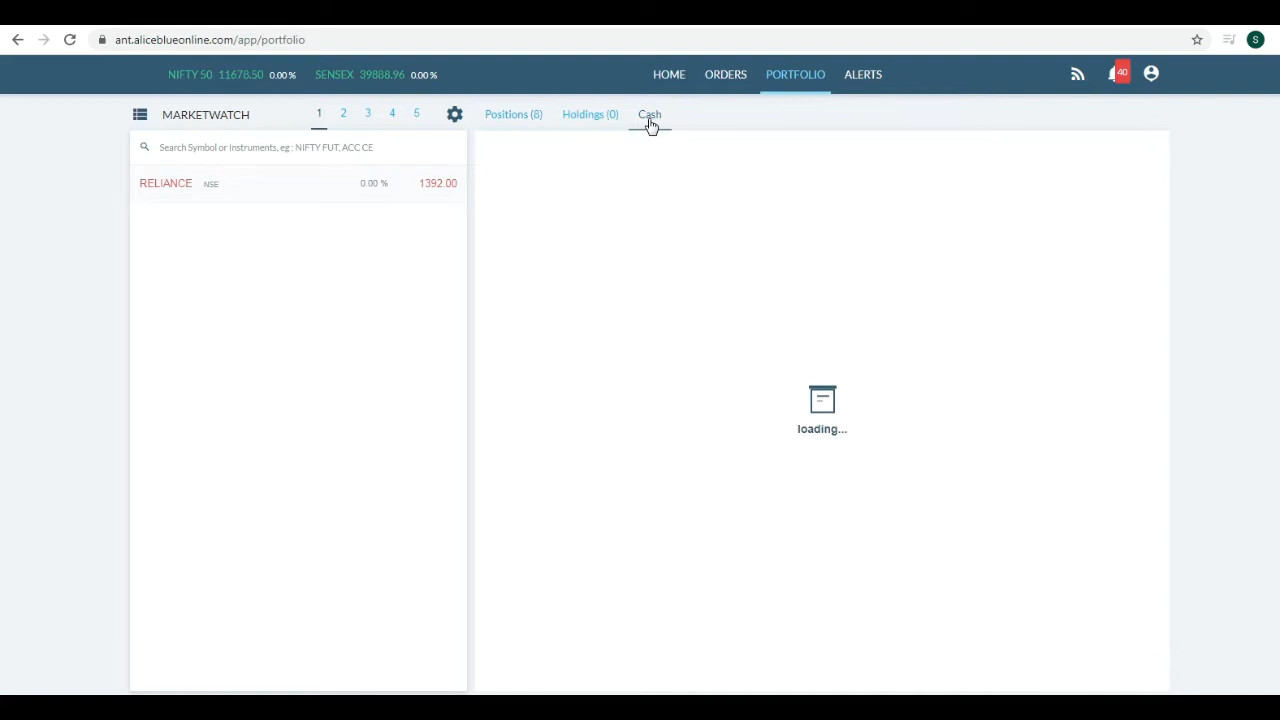 ant.aliceblueonline.com/app/portfolio
S
NIFTY 50 11678.50 0.00 % SENSEX 39888.96 0.00 % HOME ORDERS PORTFOLIO ALERTS 40
MARKETWATCH 1 2 3 4 5 Positions (8) Holdings (0) Cash
Search Symbol or Instruments, eg : NIFTY FUT, ACC CE
RELIANCE NSE 0.00 % 1392.00
loading...